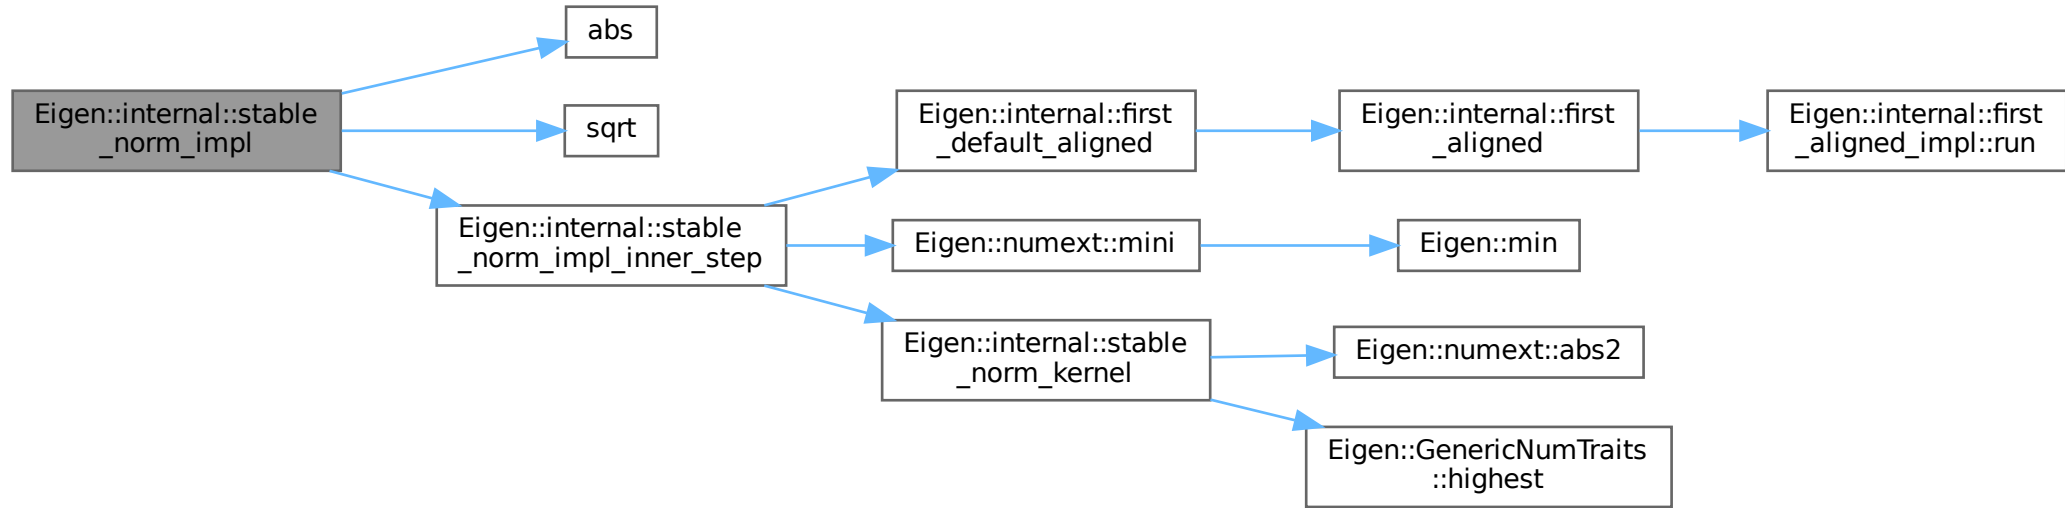 abs
Eigen::internal::stable
_norm_impl
sqrt
Eigen::internal::first
_default_aligned
Eigen::internal::first
_aligned
Eigen::internal::first
_aligned_impl::run
Eigen::internal::stable
_norm_impl_inner_step
Eigen::numext::mini
Eigen::min
Eigen::internal::stable
_norm_kernel
Eigen::numext::abs2
Eigen::GenericNumTraits
::highest